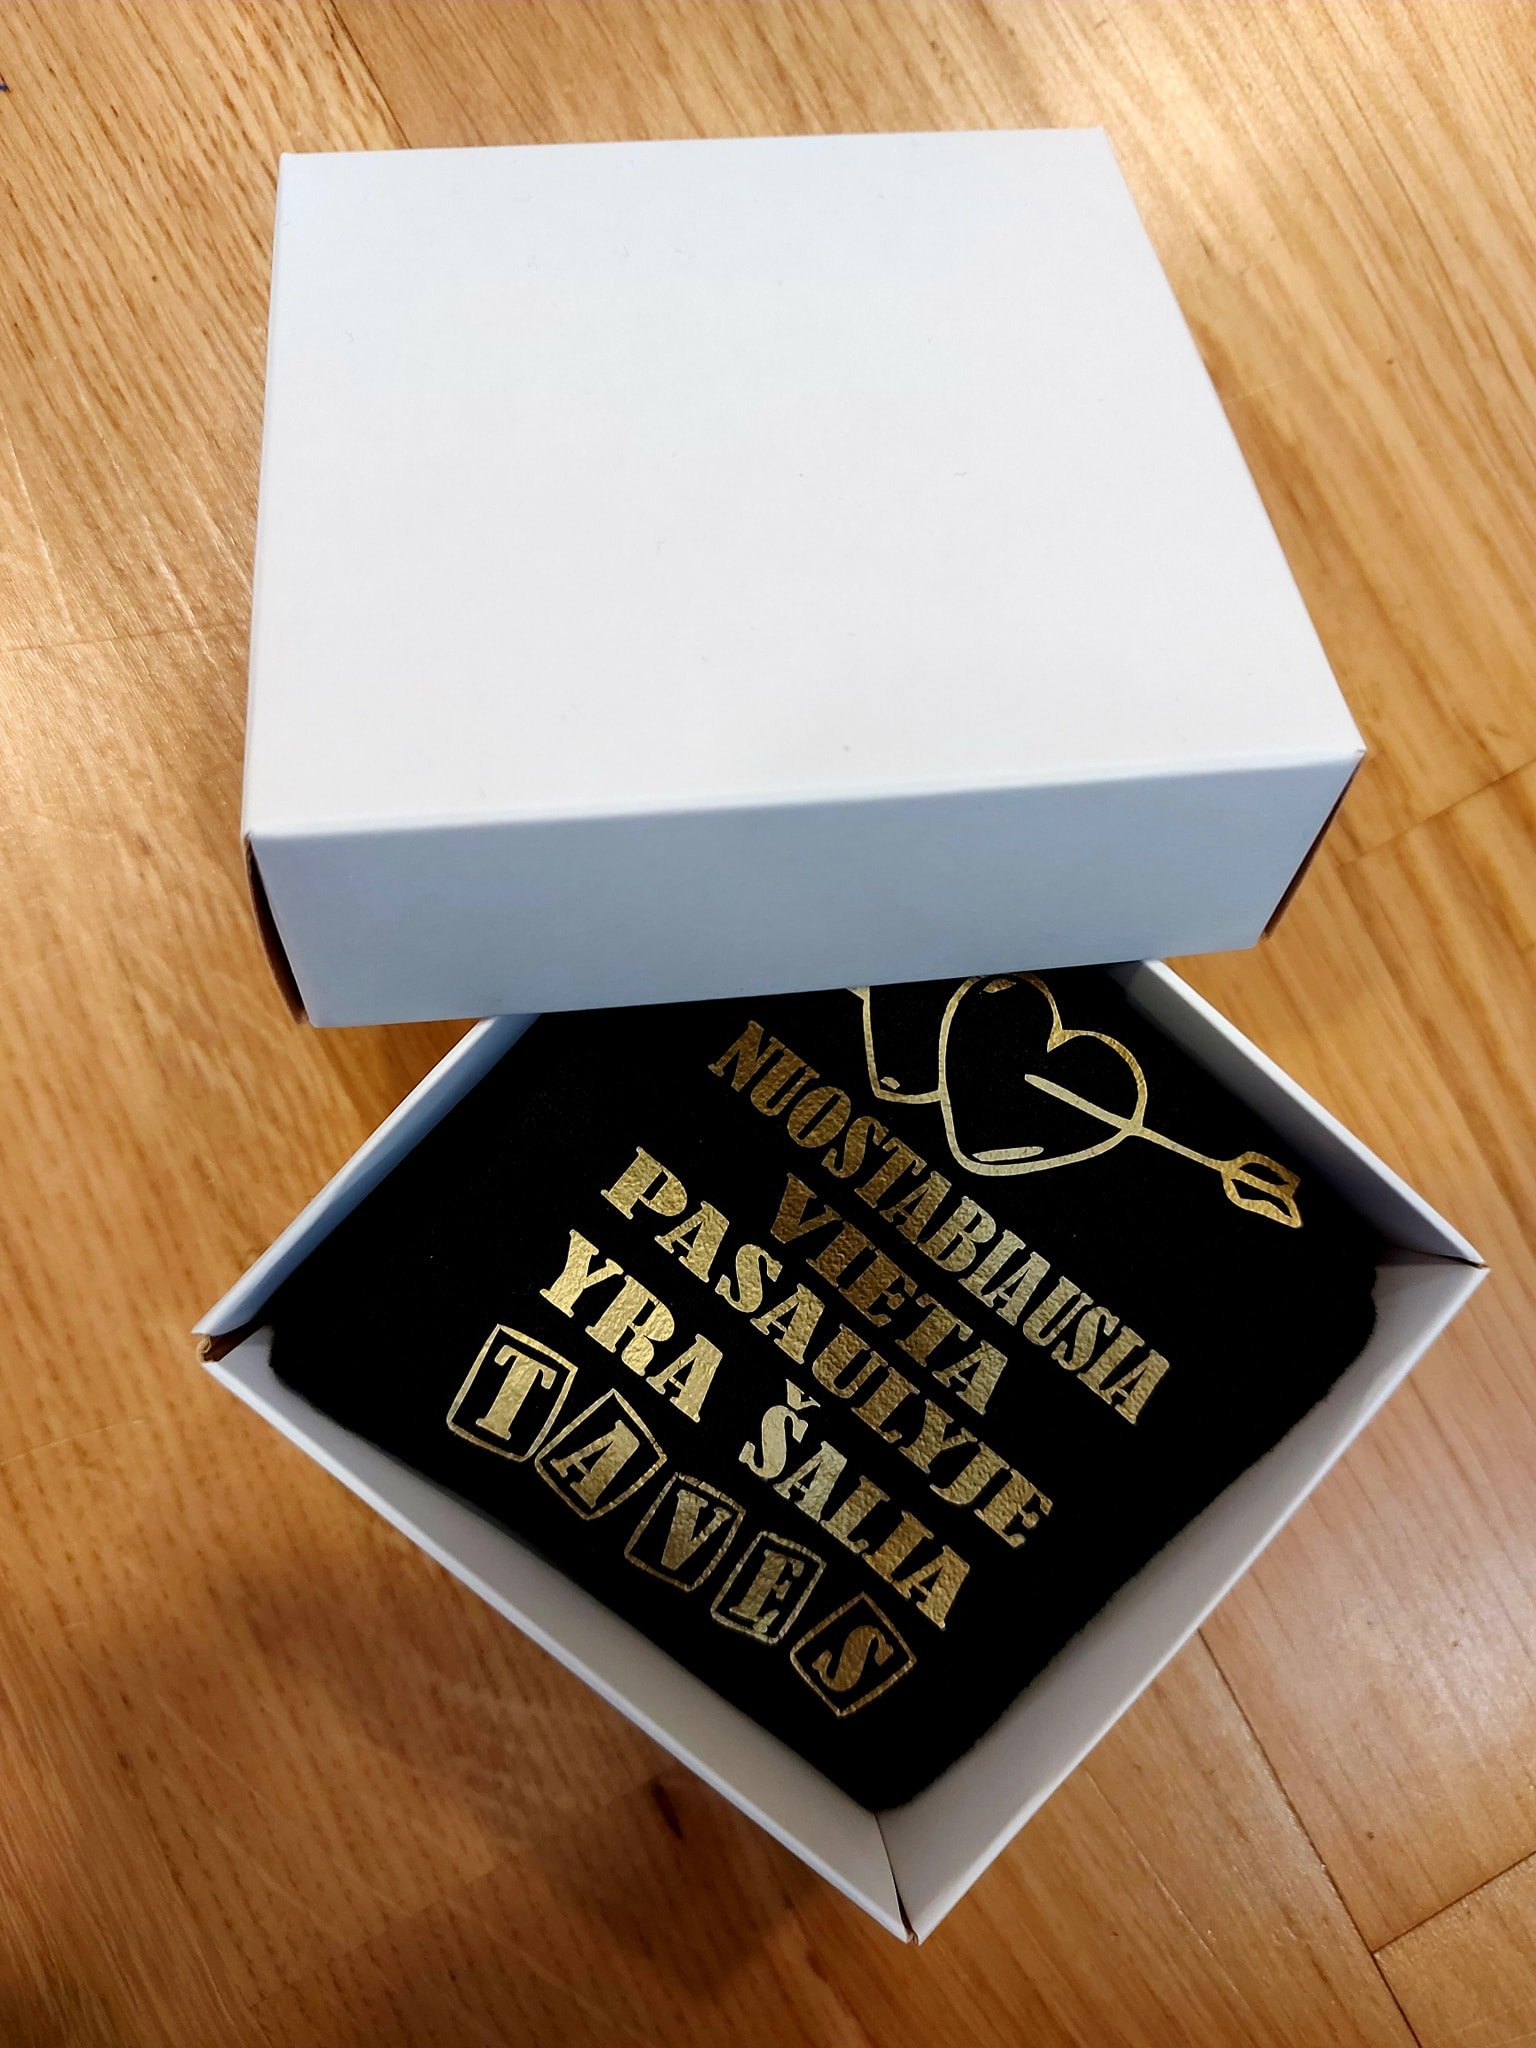 NUOSTABIAUSIA
VIETA
PASAULYJE
YRA ŠALIA
TAVĘS